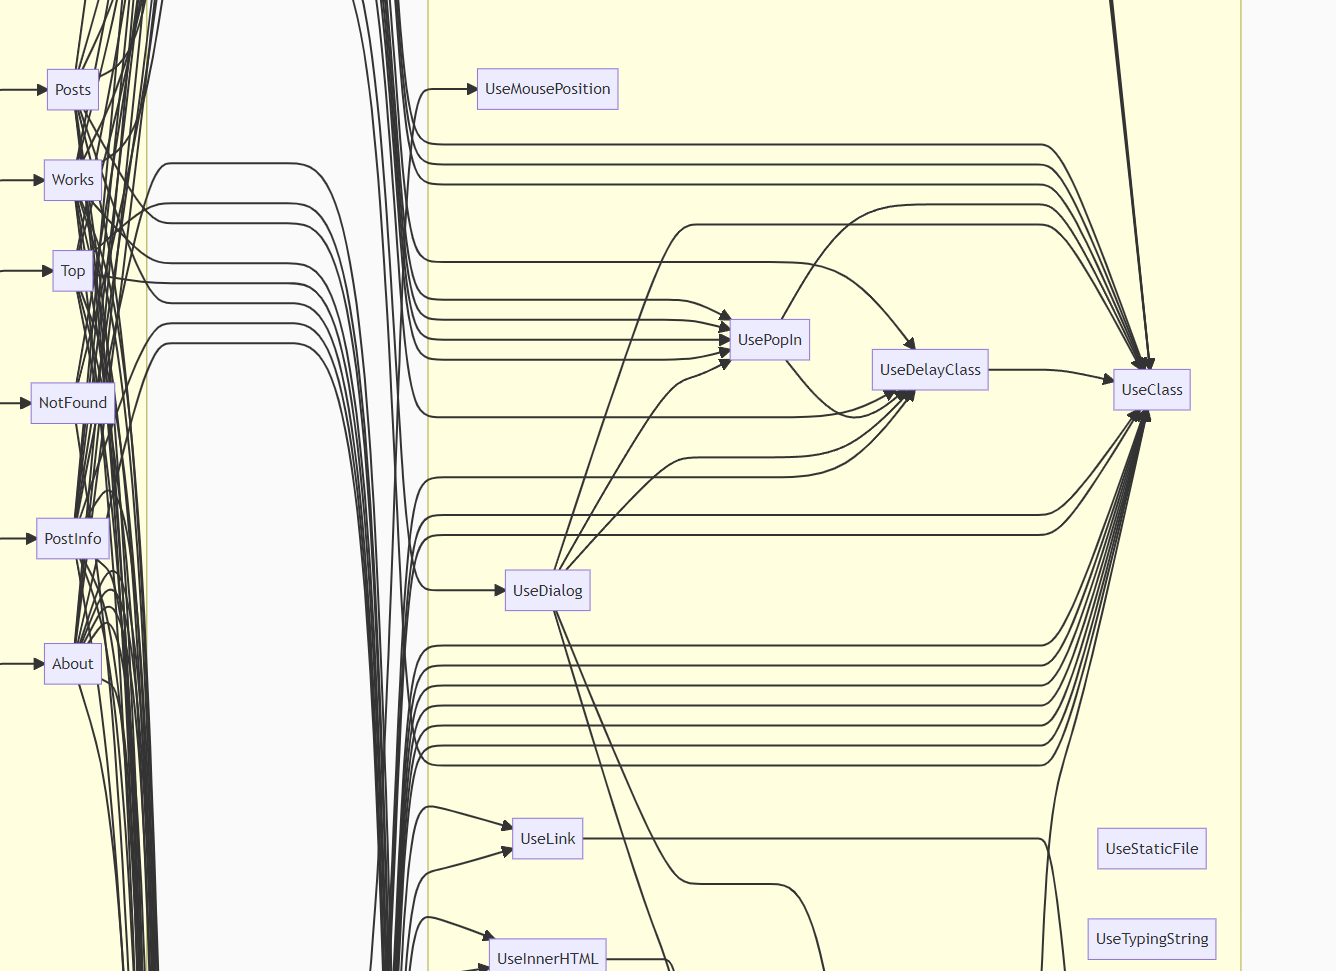 Posts
Works
Top
NotFound
PostInfo
About
UseMousePosition
UsePopIn
UseDelayClass
UseClass
UseDialog
UseLink
UseStaticFile
UseTypingString
UseInnerHTML